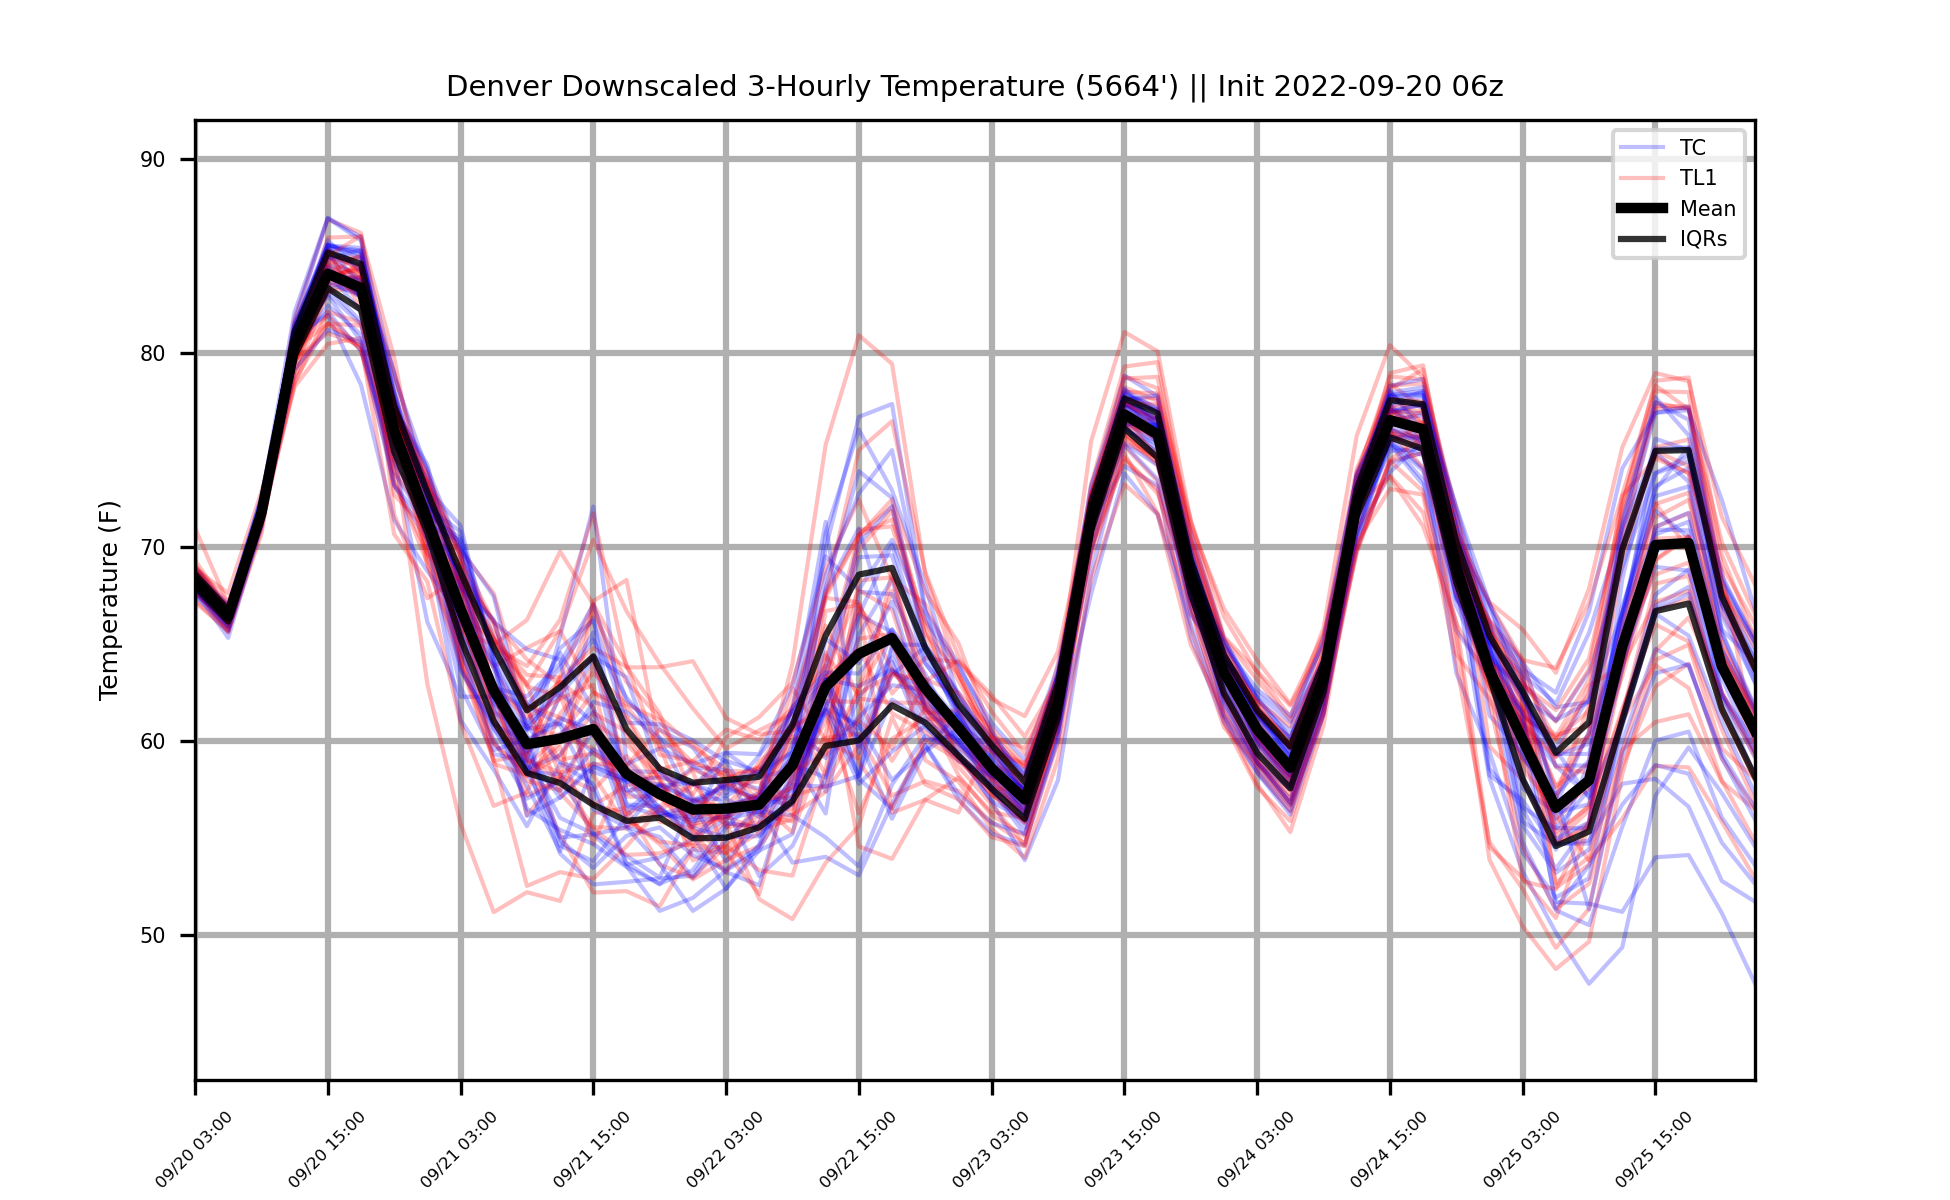 Denver Downscaled 3-Hourly Temperature (5664') || Init 2022-09-20 06z
TC
TL1
Mean
IQRs
Temperature (F)
90
80
70
60
50
09/20 03:00
09/20 15:00
09/21 03:00
09/21 15:00
09/22 03:00
09/22 15:00
09/23 03:00
09/23 15:00
09/24 03:00
09/24 15:00
09/25 03:00
09/25 15:00